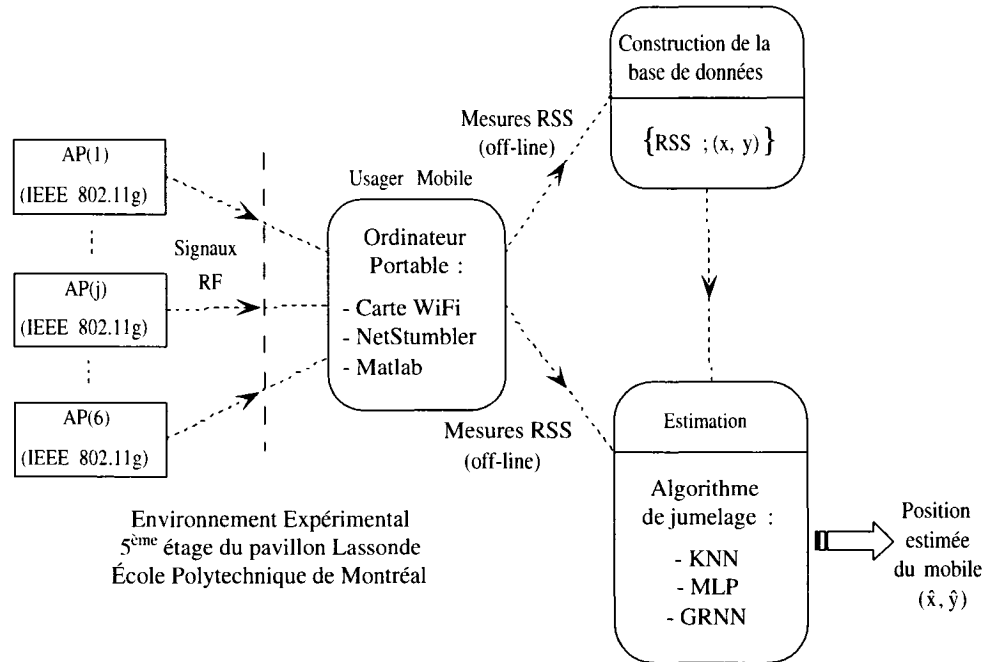 AP(1)
(IEEE 802.11g)
AP(j)
(IEEE 802.11g)
AP(6)
(IEEE 802.11g)
Signaux
RF
Usager Mobile
Ordinateur
Portable :
- Carte WiFi
- NetStumbler
- Matlab
Mesures RSS
(off-line)
Construction de la
base de données
{RSS ;(x, y)}
Mesures RSS
(off-line)
Estimation
Algorithme
de jumelage :
- KNN
- MLP
- GRNN
Position
estimée
du mobile
(x̂, ŷ)
Environnement Expérimental
5ème étage du pavillon Lassonde
École Polytechnique de Montréal